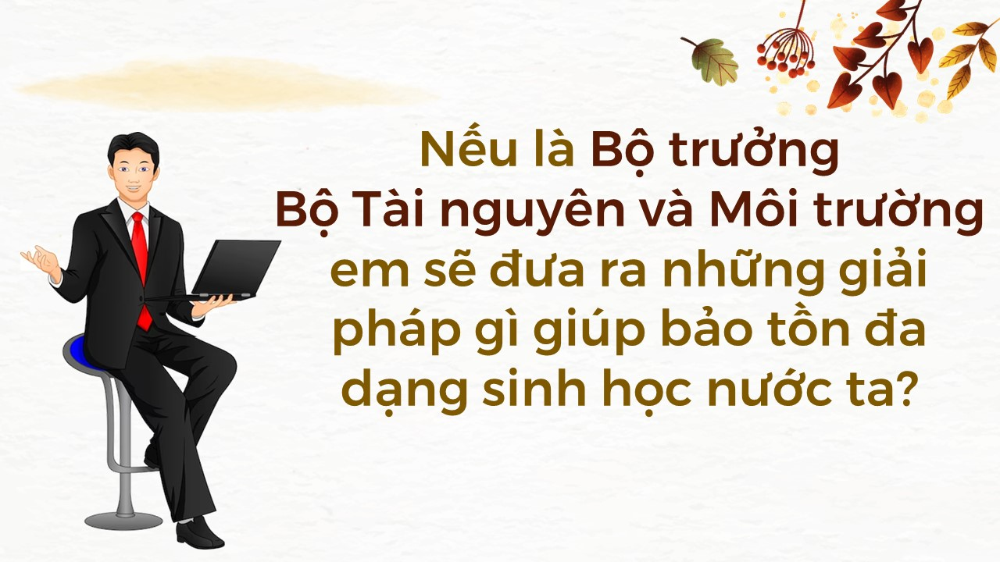 Nếu là Bộ trưởng
Bộ Tài nguyên và Môi trường
em sẽ đưa ra những giải
pháp gì giúp bảo tồn đa
dạng sinh học nước ta?